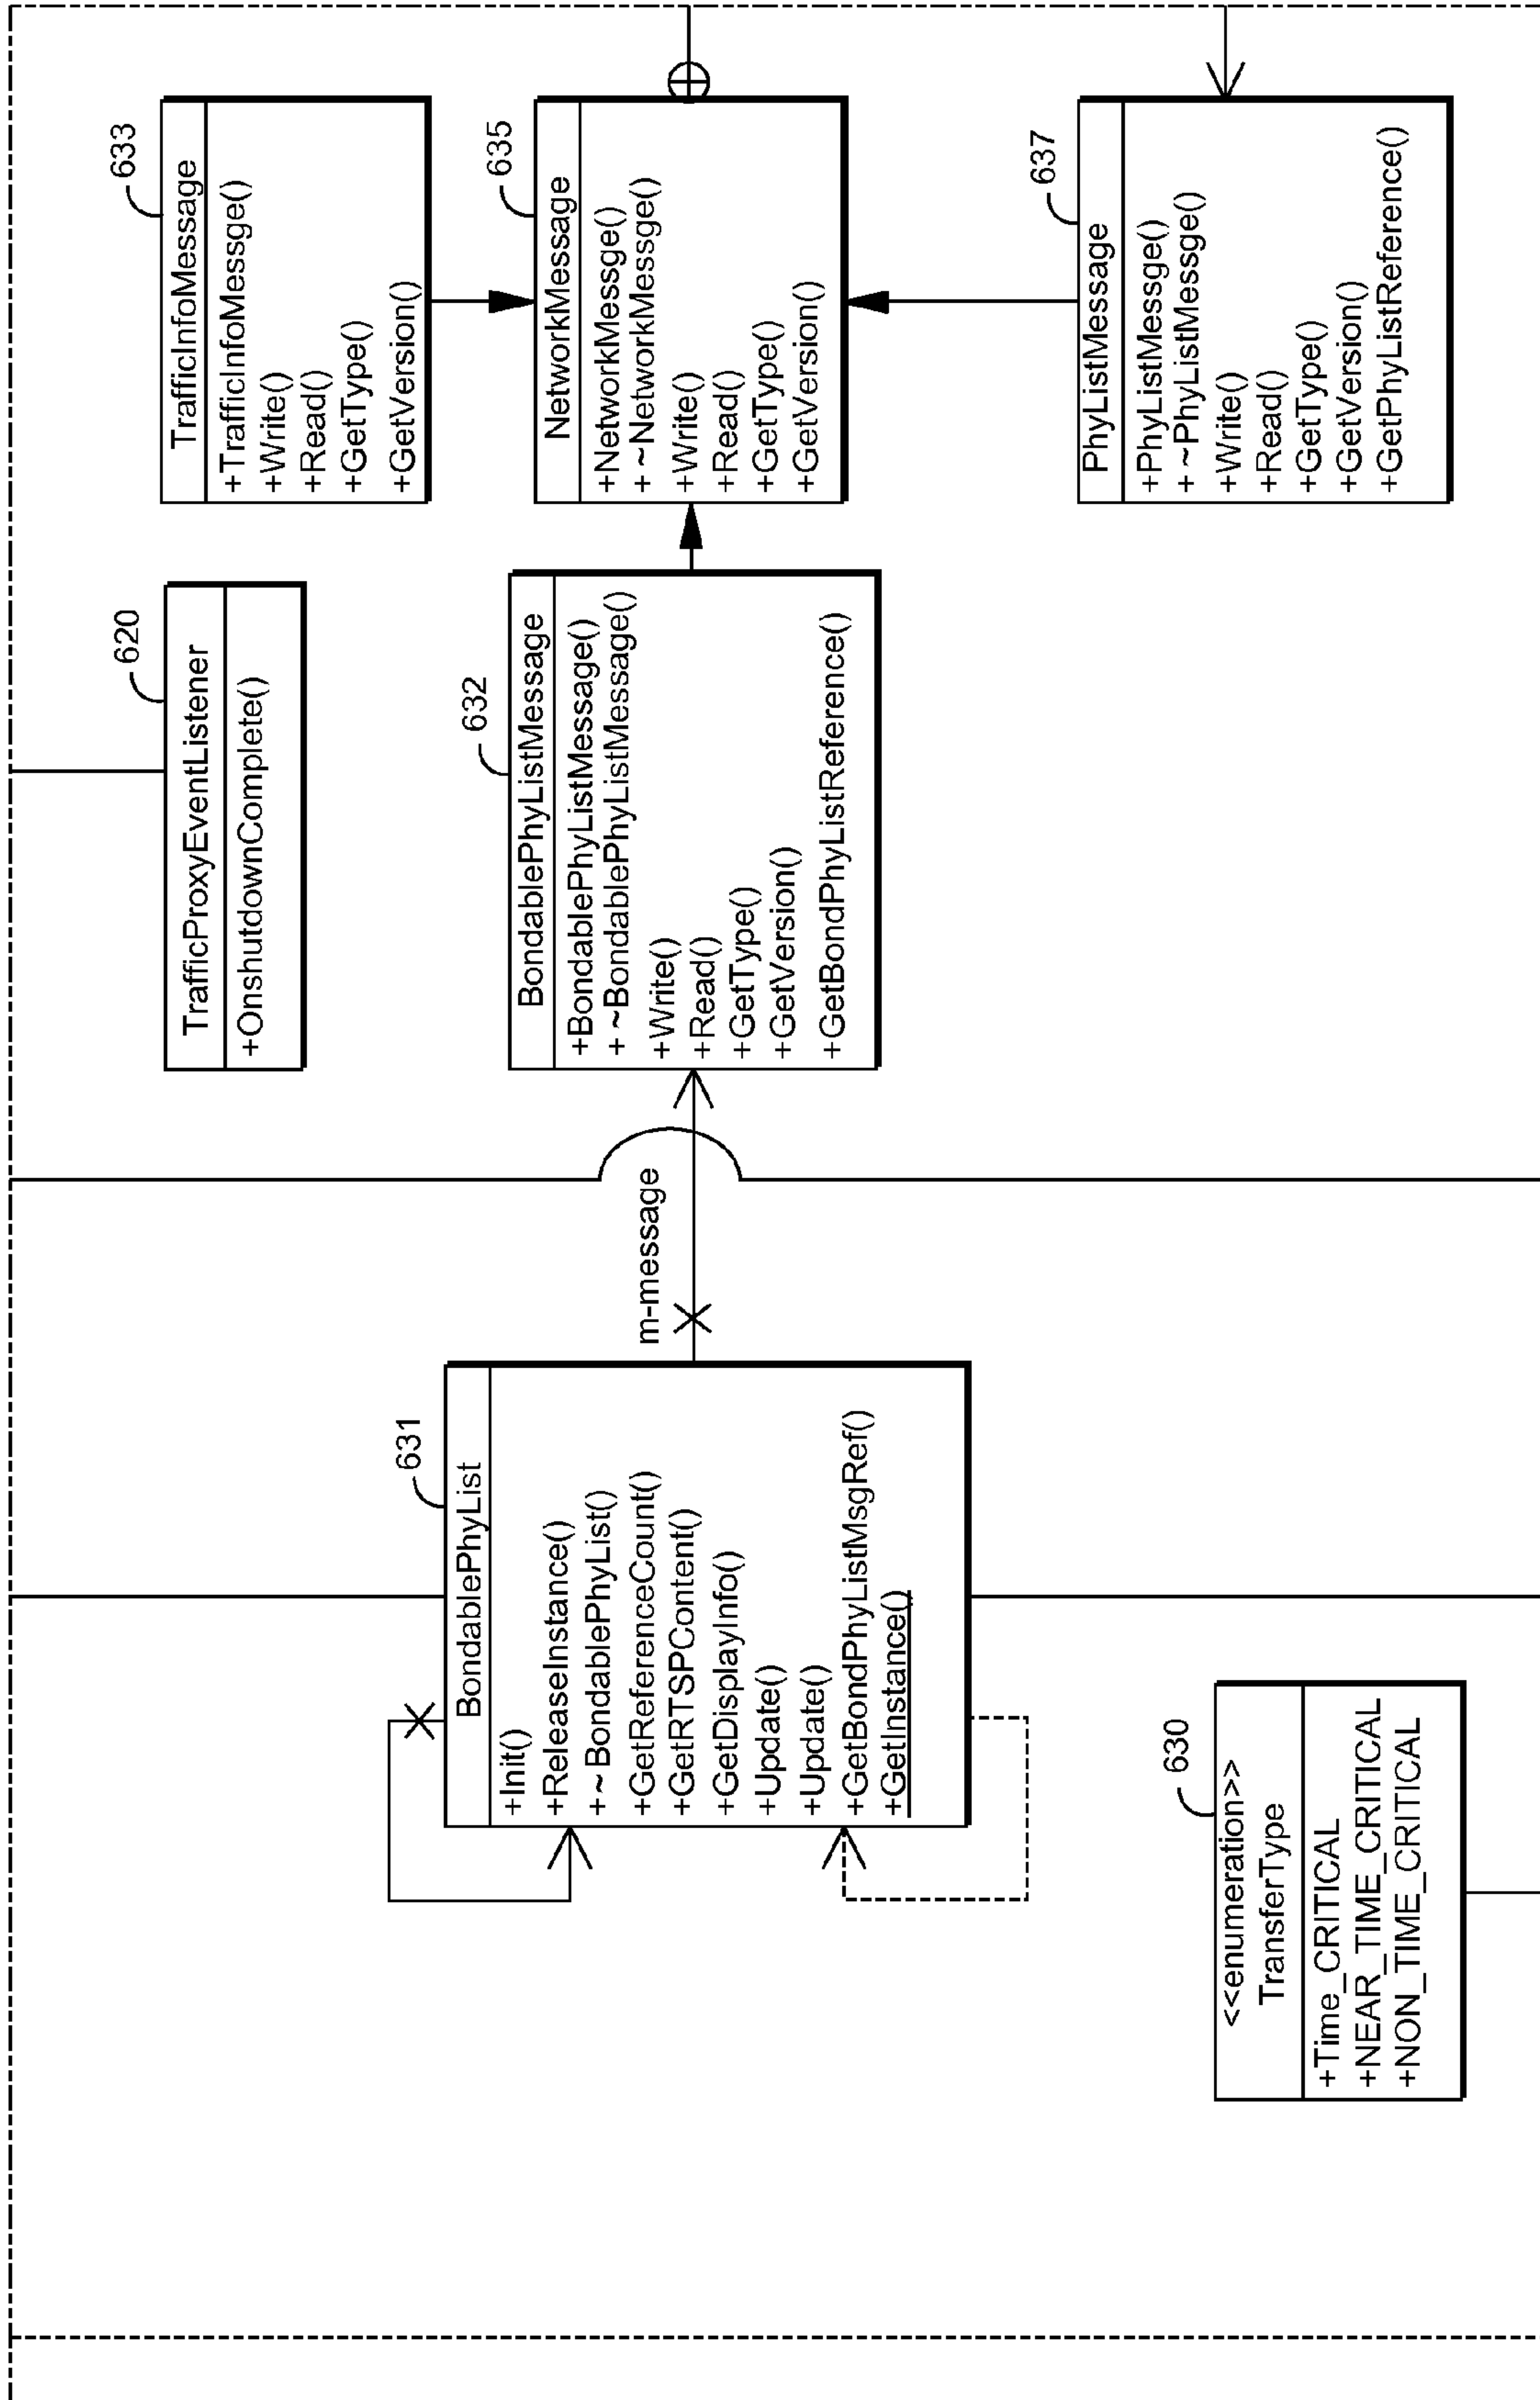 631
BondablePhyList
+Init()
+ReleaseInstance()
+~BondablePhyList()
+GetReferenceCount()
+GetRTSPContent()
+GetDisplayInfo()
+Update()
+Update()
+GetBondPhyListMsgRef()
+GetInstance()
630
<<enumeration>>
TransferType
+Time_CRITICAL
+NEAR_TIME_CRITICAL
+NON_TIME_CRITICAL
m-message
620
TrafficProxyEventListener
+OnshutdownComplete()
632
BondablePhyListMessage
+BondablePhyListMessage()
+ ~BondablePhyListMessage()
+Write()
+Read()
+GetType()
+GetVersion()
+GetBondPhyListReference()
633
TrafficInfoMessage
+TrafficInfoMessge()
+Write()
+Read()
+GetType()
+GetVersion()
635
NetworkMessage
+NetworkMessge()
+ ~NetworkMessge()
+Write()
+Read()
+GetType()
+GetVersion()
637
PhyListMessage
+PhyListMessge()
+ ~PhyListMessge()
+Write()
+Read()
+GetType()
+GetVersion()
+GetPhyListReference()